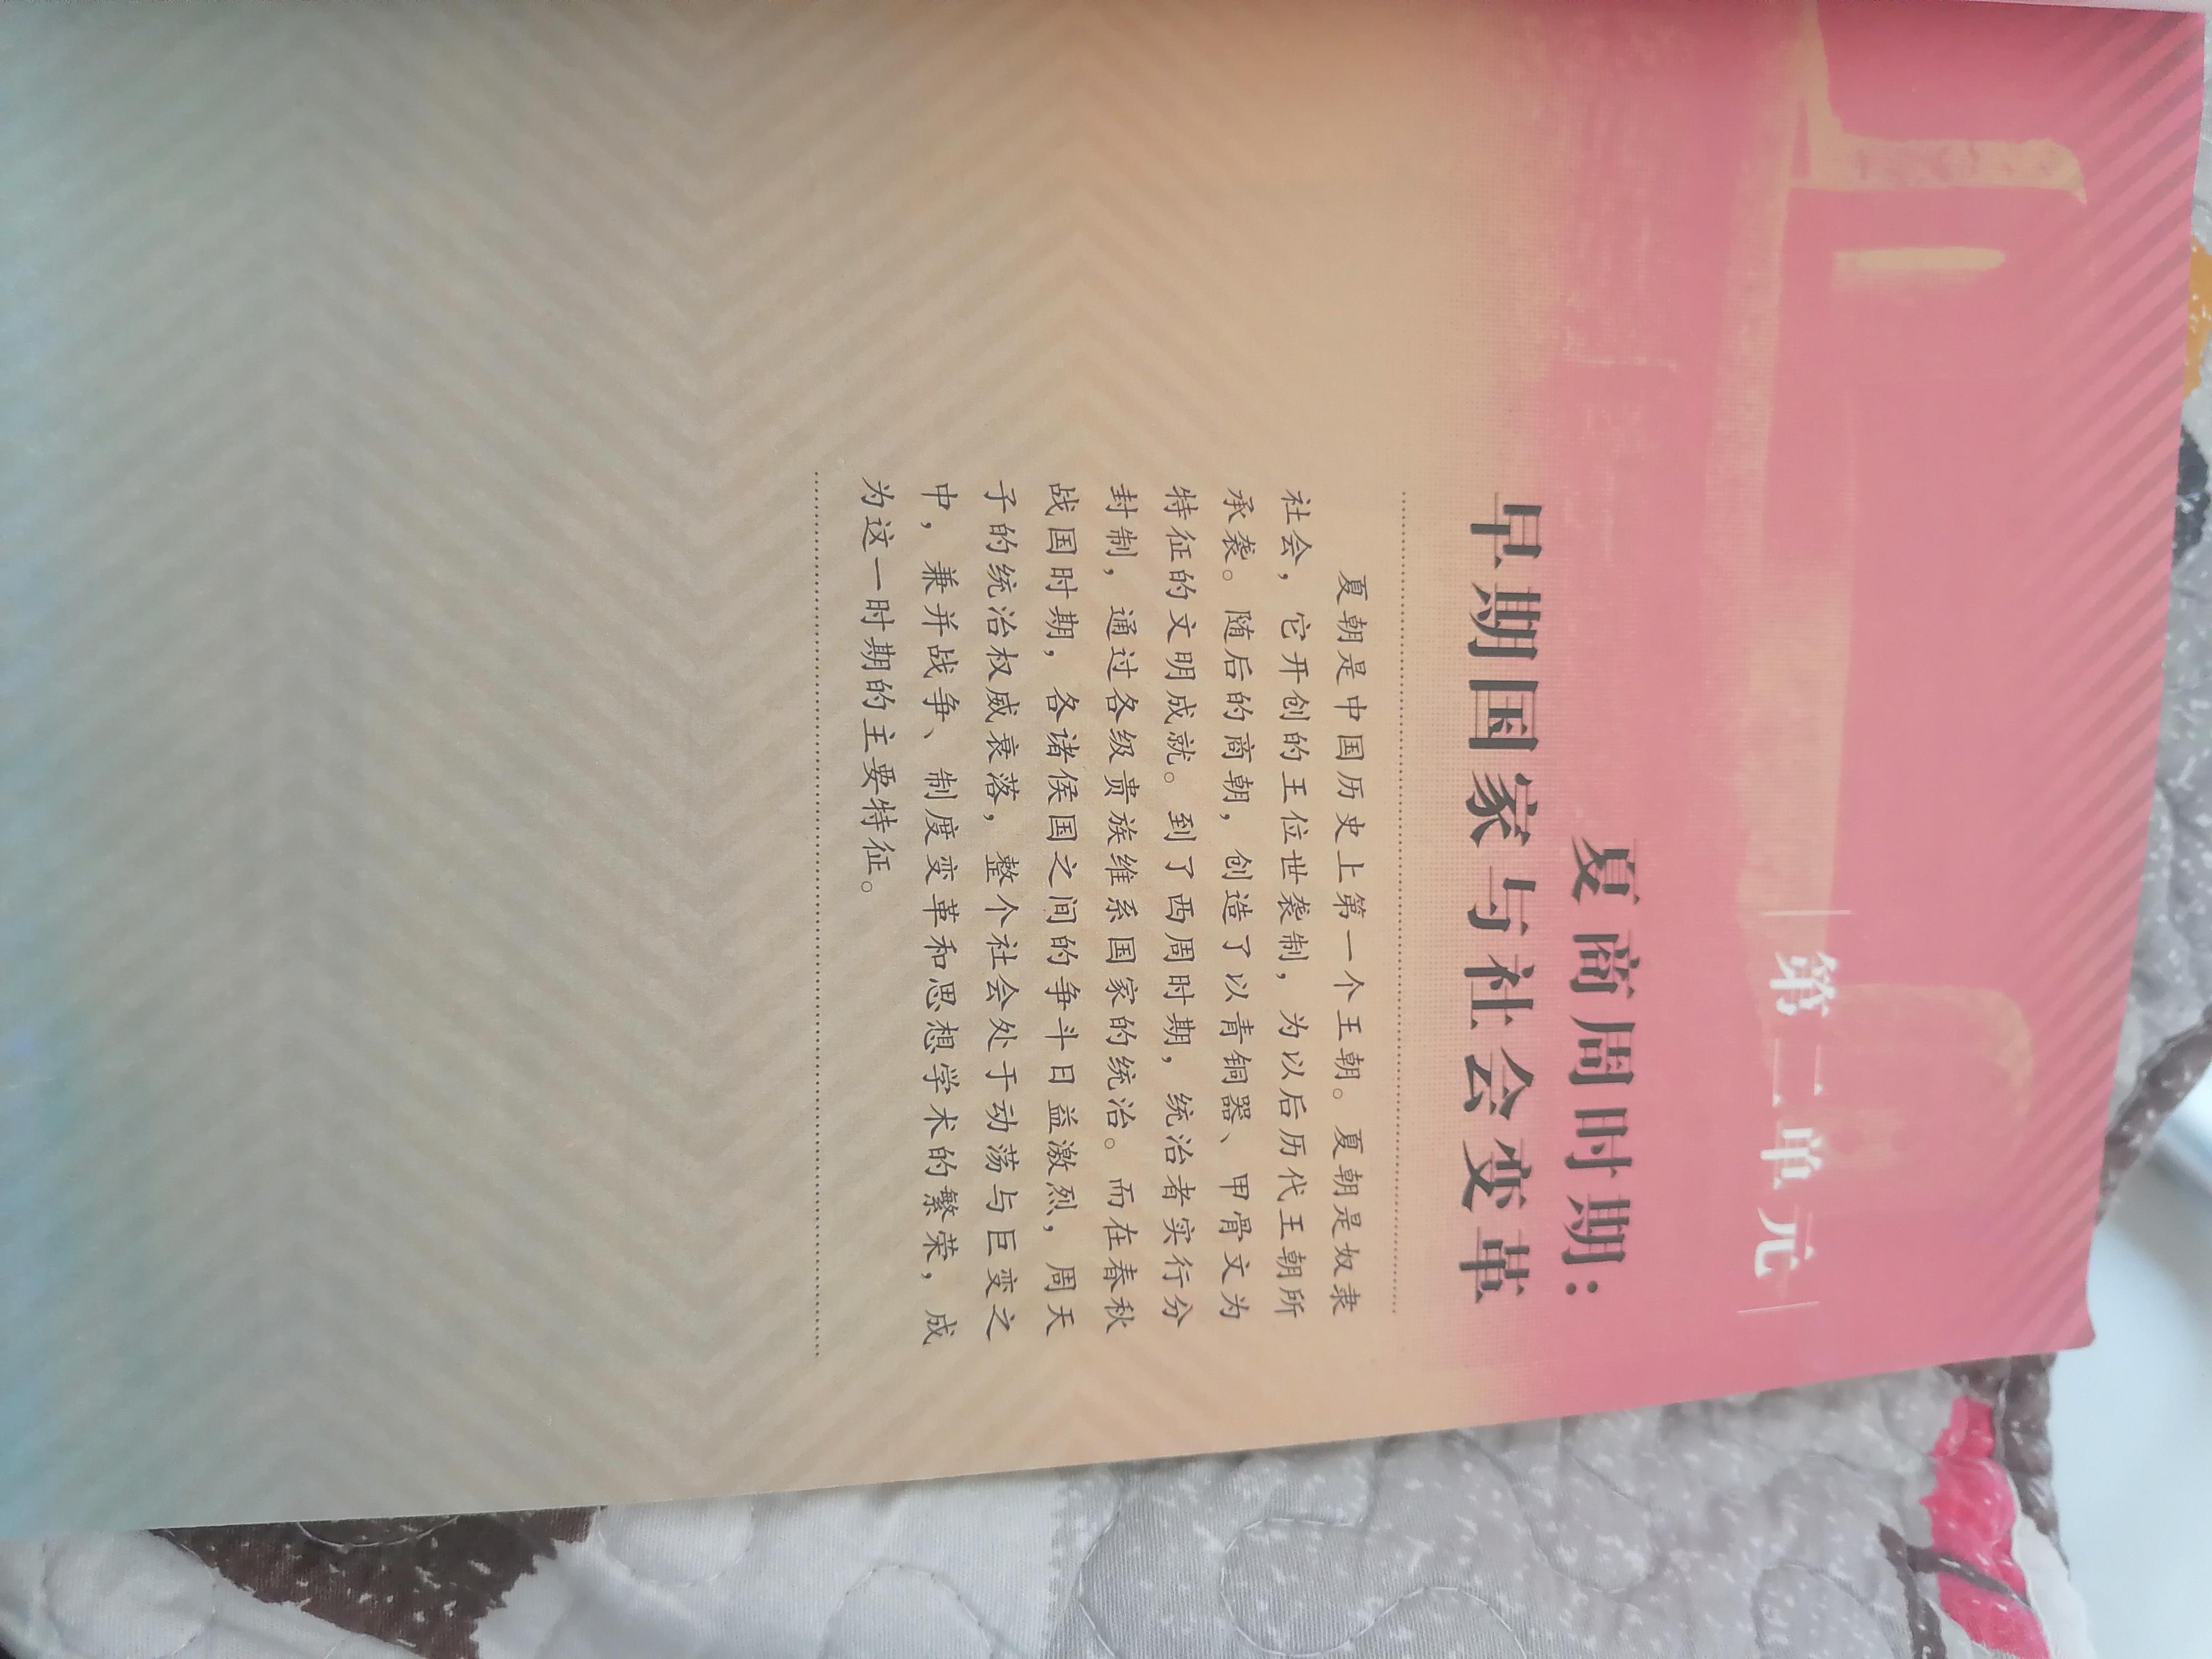 第二单元
夏商周时期：
早期国家与社会变革
夏朝是中国历史上第一个王朝。夏朝是奴隶
社会，它开创的王位世袭制，为以后历代王朝所
承袭。随后的商朝，创造了以青铜器、甲骨文为
特征的文明成就。到了西周时期，统治者实行分
封制，通过各级贵族维系国家的统治。而在春秋
战国时期，各诸侯国之间的争斗日益激烈，周天
子的统治权威衰落，整个社会处于动荡与巨变之
中，兼并战争、制度变革和思想学术的繁荣，成
为这一时期的主要特征。